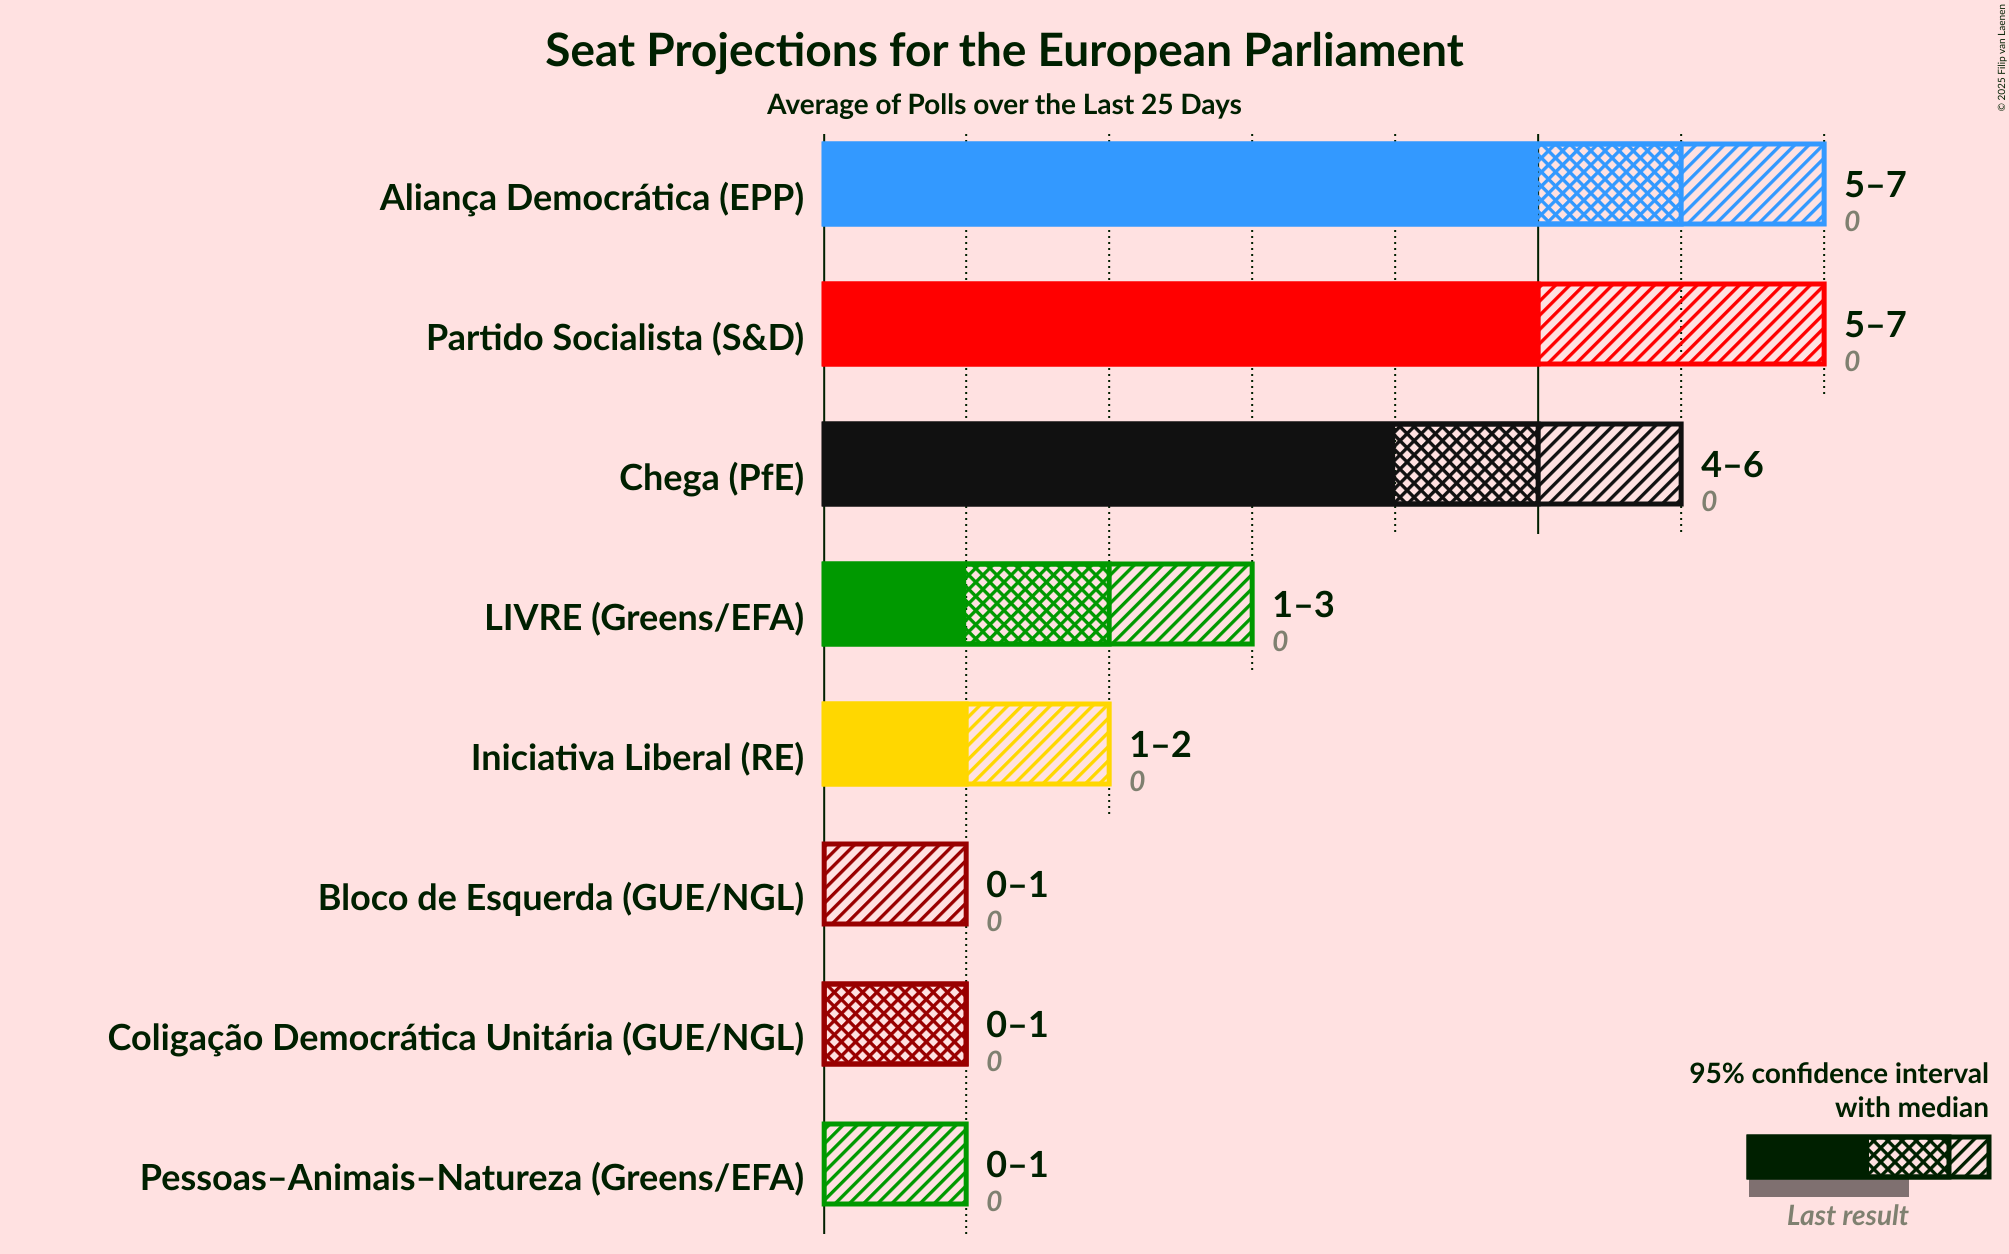 Seat Projections for the European Parliament
Average of Polls over the Last 25 Days
© 2025 Filip van Laenen
Aliança Democrática (EPP)
5–7
0
Partido Socialista (S&D)
5–7
0
Chega (PfE)
4–6
0
LIVRE (Greens/EFA)
1–3
0
Iniciativa Liberal (RE)
1–2
0
Bloco de Esquerda (GUE/NGL)
0–1
0
Coligação Democrática Unitária (GUE/NGL)
0–1
0
Pessoas–Animais–Natureza (Greens/EFA)
0–1
0
95% confidence interval
with median
Last result